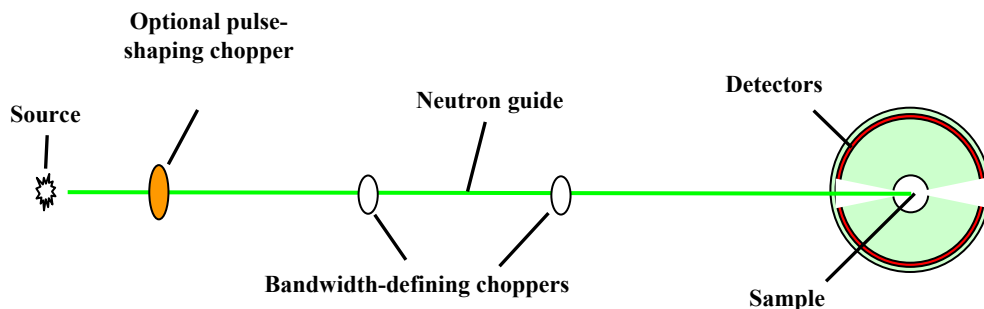 Optional pulse-
shaping chopper
Source
Neutron guide
Detectors
Bandwidth-defining choppers
Sample